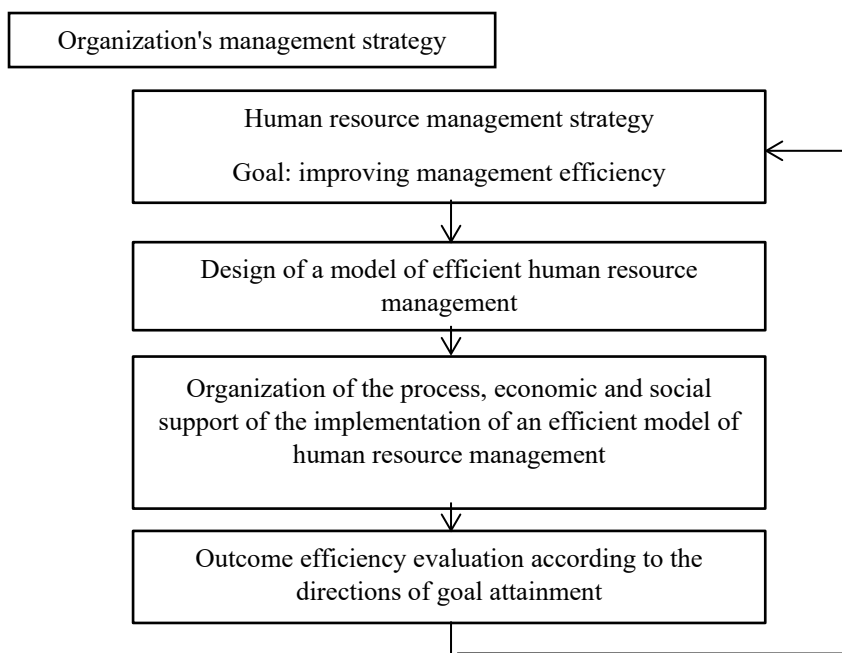 Organization's management strategy
Human resource management strategy
Goal: improving management efficiency
Design of a model of efficient human resource
management
Organization of the process, economic and social
support of the implementation of an efficient model of
human resource management
Outcome efficiency evaluation according to the
directions of goal attainment